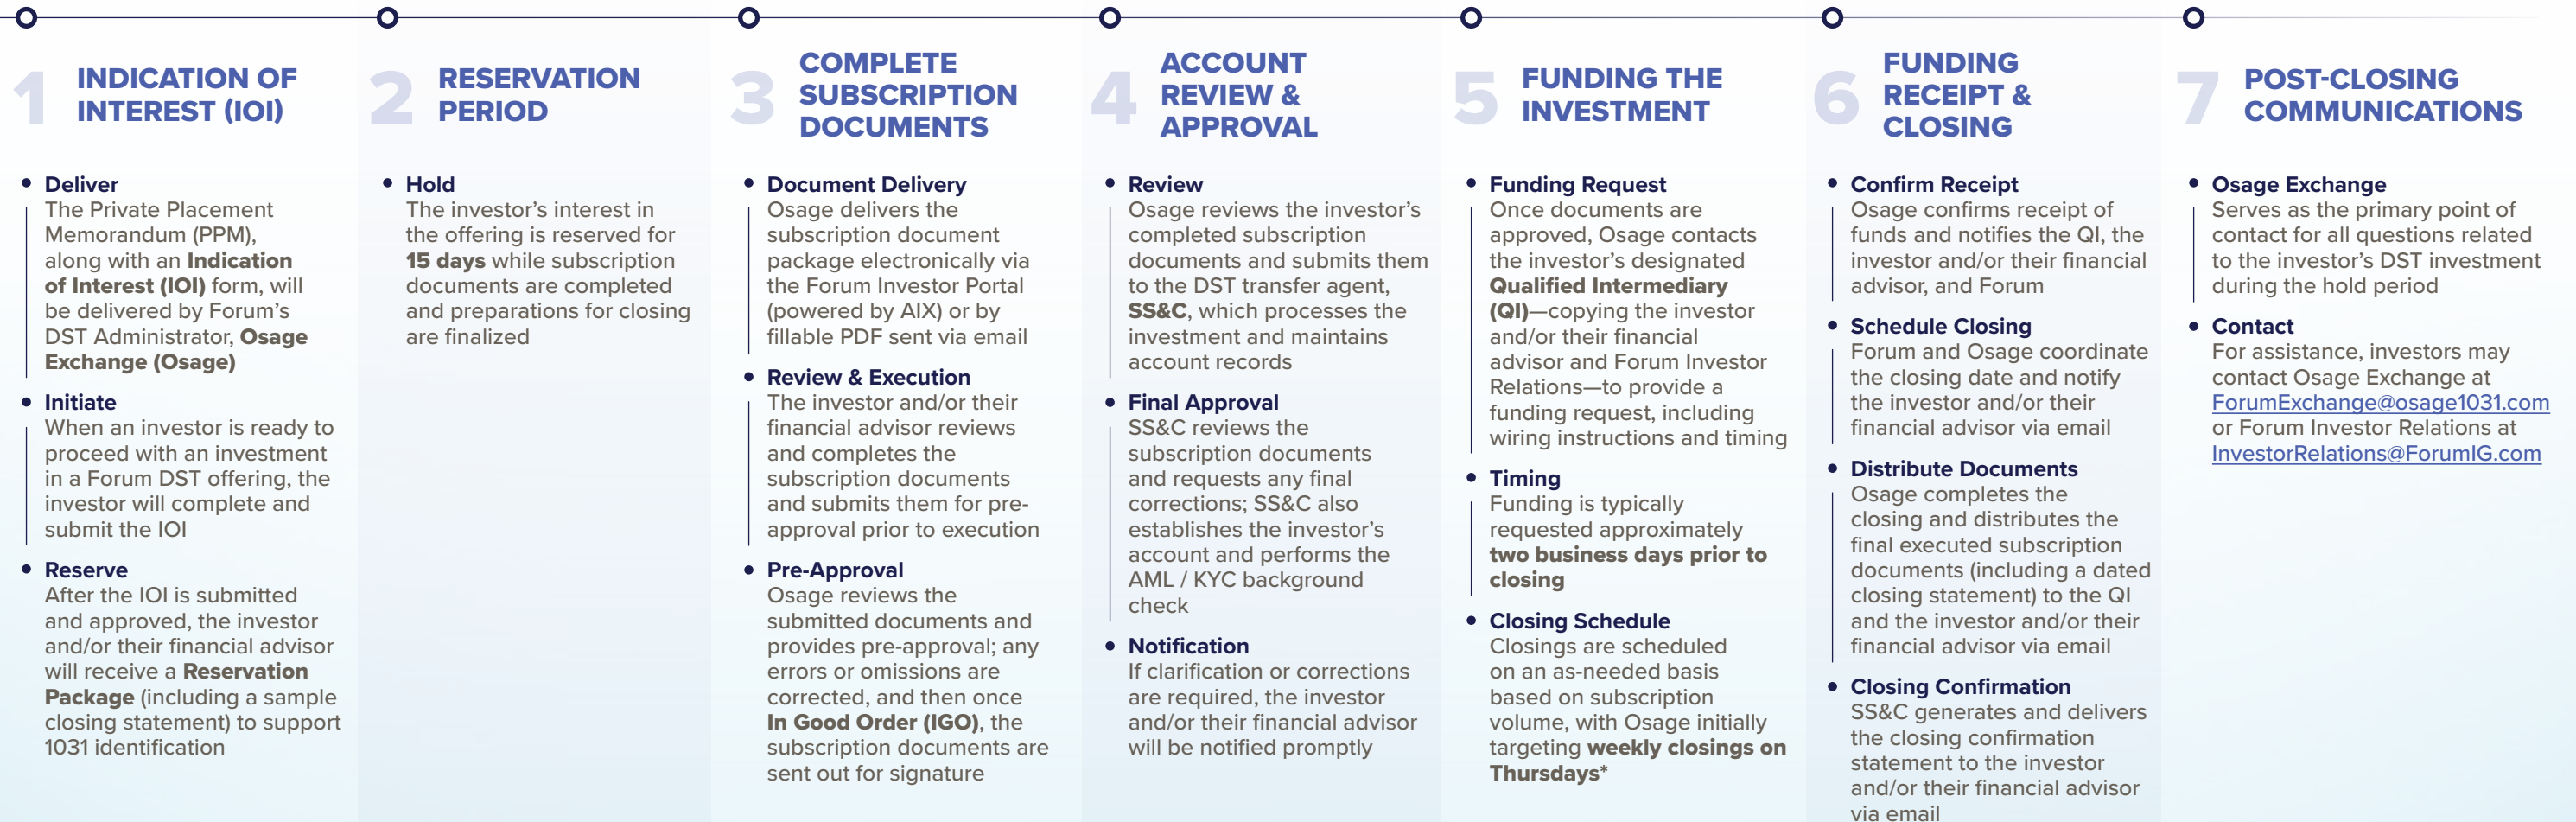 1
INDICATION OF
INTEREST (IOI)
Deliver
The Private Placement
Memorandum (PPM),
along with an Indication
of Interest (IOI) form, will
be delivered by Forum’s
DST Administrator, Osage
Exchange (Osage)
Initiate
When an investor is ready to
proceed with an investment
in a Forum DST offering, the
investor will complete and
submit the IOI
Reserve
After the IOI is submitted
and approved, the investor
and/or their financial advisor
will receive a Reservation
Package (including a sample
closing statement) to support
1031 identification
2
RESERVATION
PERIOD
Hold
The investor’s interest in
the offering is reserved for
15 days while subscription
documents are completed
and preparations for closing
are finalized
3
COMPLETE
SUBSCRIPTION
DOCUMENTS
Document Delivery
Osage delivers the
subscription document
package electronically via
the Forum Investor Portal
(powered by AIX) or by
fillable PDF sent via email
Review & Execution
The investor and/or their
financial advisor reviews
and completes the
subscription documents
and submits them for pre-
approval prior to execution
Pre-Approval
Osage reviews the
submitted documents and
provides pre-approval; any
errors or omissions are
corrected, and then once
In Good Order (IGO), the
subscription documents are
sent out for signature
4
ACCOUNT
REVIEW &
APPROVAL
Review
Osage reviews the investor’s
completed subscription
documents and submits them
to the DST transfer agent,
SS&C, which processes the
investment and maintains
account records
Final Approval
SS&C reviews the
subscription documents
and requests any final
corrections; SS&C also
establishes the investor’s
account and performs the
AML / KYC background
check
Notification
If clarification or corrections
are required, the investor
and/or their financial advisor
will be notified promptly
5
FUNDING THE
INVESTMENT
Funding Request
Once documents are
approved, Osage contacts
the investor’s designated
Qualified Intermediary
(QI)—copying the investor
and/or their financial
advisor and Forum Investor
Relations—to provide a
funding request, including
wiring instructions and timing
Timing
Funding is typically
requested approximately
two business days prior to
closing
Closing Schedule
Closings are scheduled
on an as-needed basis
based on subscription
volume, with Osage initially
targeting weekly closings on
Thursdays*
6
FUNDING
RECEIPT &
CLOSING
Confirm Receipt
Osage confirms receipt of
funds and notifies the QI, the
investor and/or their financial
advisor, and Forum
Schedule Closing
Forum and Osage coordinate
the closing date and notify
the investor and/or their
financial advisor via email
Distribute Documents
Osage completes the
closing and distributes the
final executed subscription
documents (including a dated
closing statement) to the QI
and the investor and/or their
financial advisor via email
Closing Confirmation
SS&C generates and delivers
the closing confirmation
statement to the investor
and/or their financial advisor
via email
7
POST-CLOSING
COMMUNICATIONS
Osage Exchange
Serves as the primary point of
contact for all questions related
to the investor’s DST investment
during the hold period
Contact
For assistance, investors may
contact Osage Exchange at
ForumExchange@osage1031.com
or Forum Investor Relations at
InvestorRelations@ForumIG.com